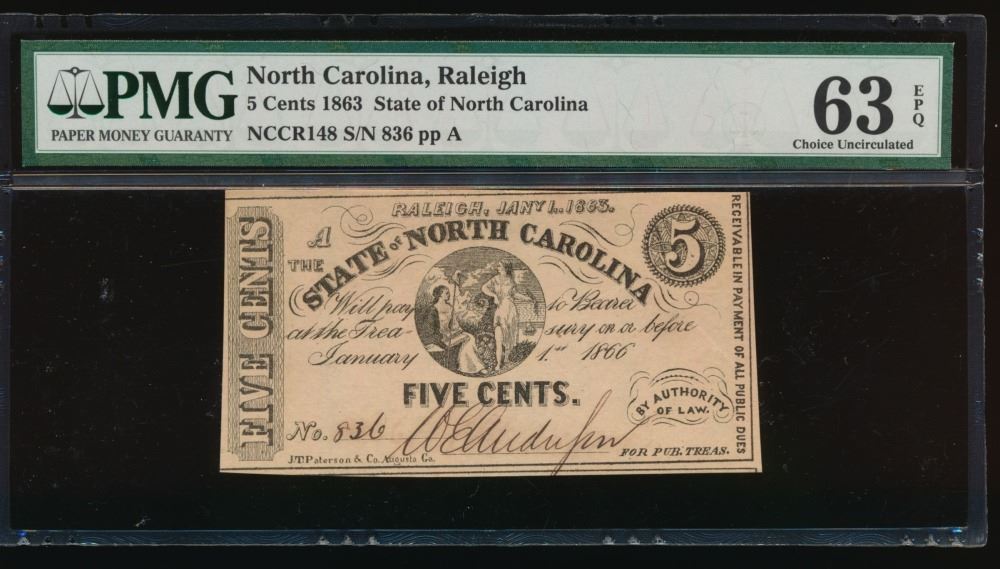 PMG
PAPER MONEY GUARANTY
North Carolina, Raleigh
5 Cents 1863 State of North Carolina
NCCR148 S/N 836 pp A
63
EPQ
Choice Uncirculated
RALEIGH, JANY 1., 1863.
A
THE
STATE OF NORTH CAROLINA
5
Will pay to Bearer
at the Treasury on or before
January 1st 1866
FIVE CENTS.
FIVE CENTS
RECEIVABLE IN PAYMENT OF ALL PUBLIC DUES
BY AUTHORITY
OF LAW.
No. 836
FOR PUB. TREAS.
J.T. Paterson & Co. Augusta Ga.